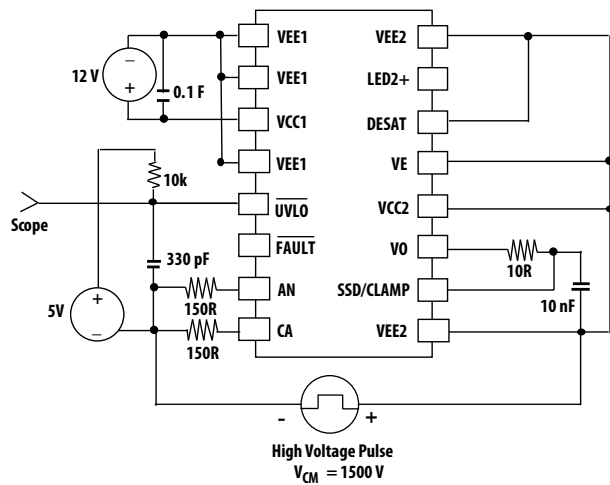 VEE1
VEE2
12 V
− 
+
0.1 F
VEE1
LED2+
VCC1
DESAT
VEE1
VE
10k
Scope
UVLO
VCC2
FAULT
VO
330 pF
10R
5V
+
−
150R
AN
SSD/CLAMP
10 nF
150R
CA
VEE2
- +
High Voltage Pulse
VCM = 1500 V